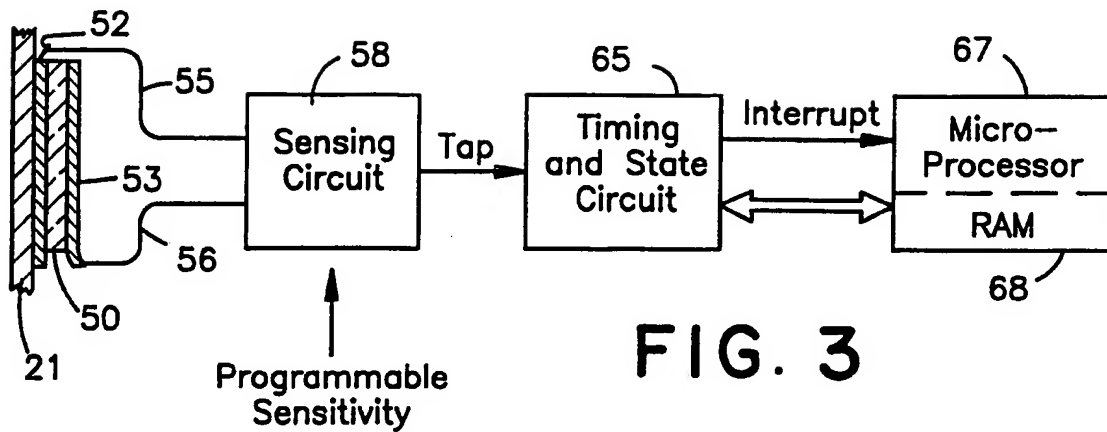 52
55
58
65
67
Sensing
Circuit
Tap
Timing
and State
Circuit
Interrupt
Micro-
Processor
RAM
53
56
50
21
68
Programmable
Sensitivity
FIG. 3